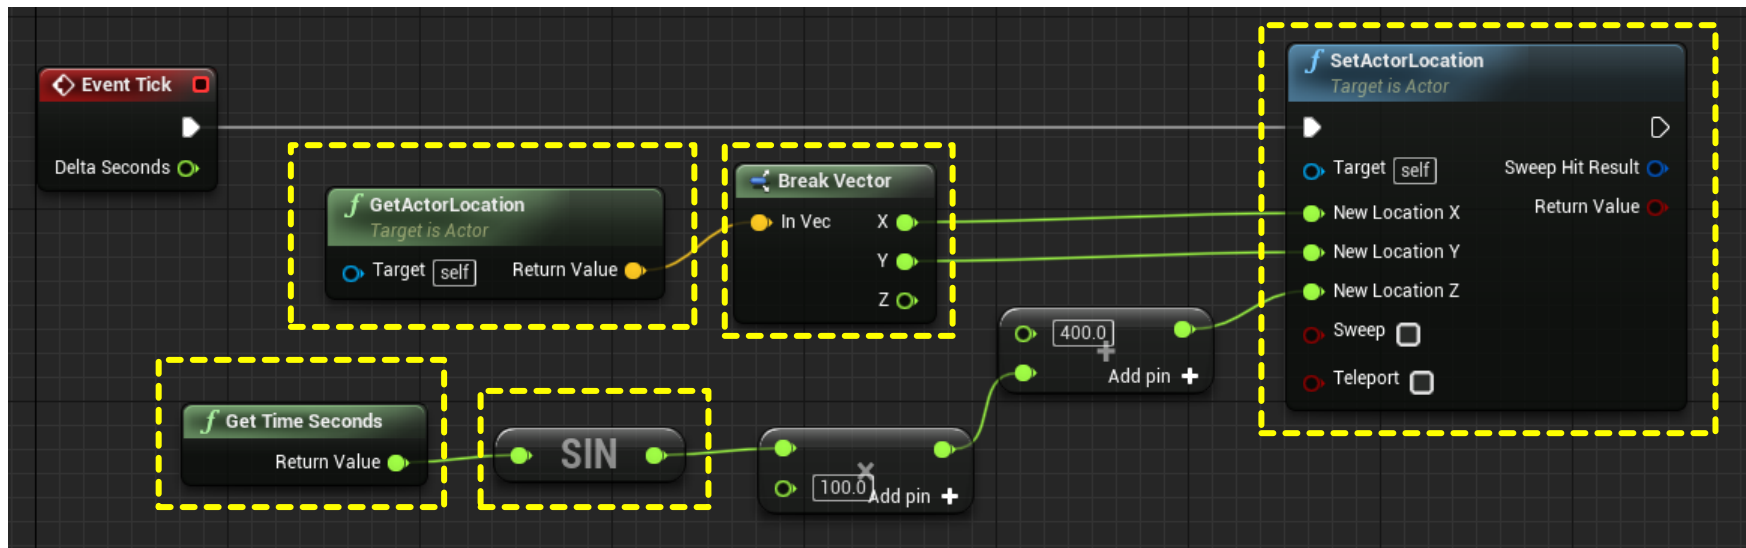 Event Tick
Delta Seconds
GetActorLocation
Target is Actor
Target self Return Value
Break Vector
In Vec X
Y
Z
SetActorLocation
Target is Actor
Target self Sweep Hit Result
New Location X Return Value
New Location Y
New Location Z
Sweep
Teleport
400.0
+
Add pin +
Get Time Seconds
Return Value
SIN
×
100.0 Add pin +